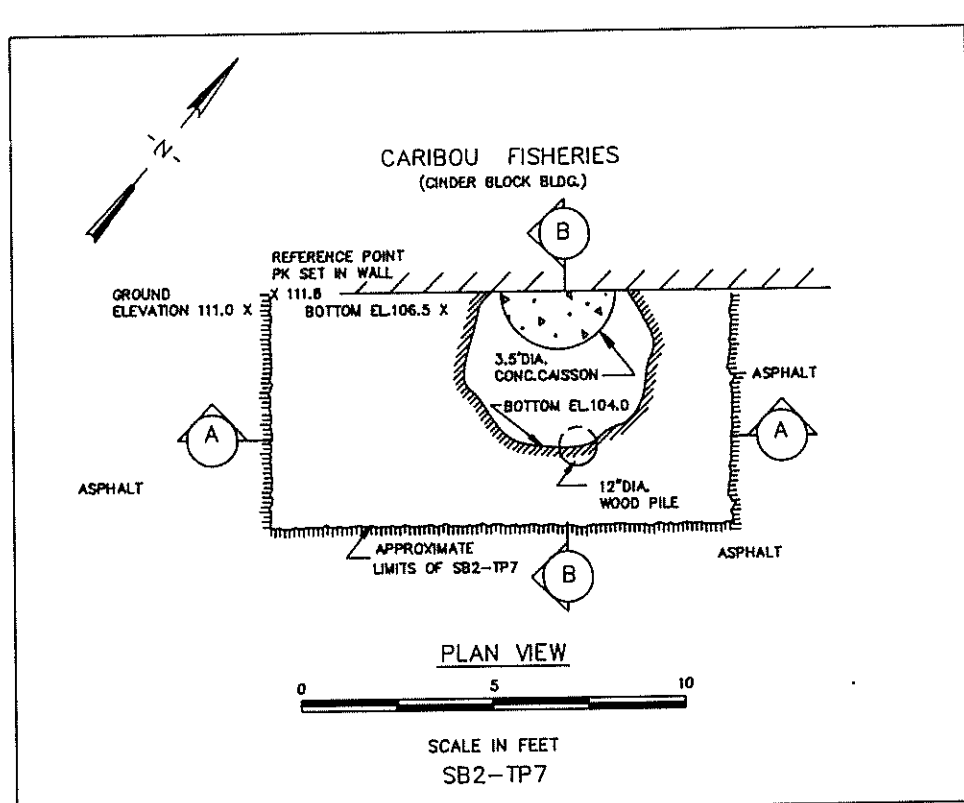 -N-
CARIBOU FISHERIES
(CINDER BLOCK BLDG.)
B
REFERENCE POINT
PK SET IN WALL
X 111.6
GROUND
ELEVATION 111.0 X
BOTTOM EL.106.5 X
3.5'DIA.
CONC.CAISSON
ASPHALT
BOTTOM EL.104.0
A
A
ASPHALT
12"DIA.
WOOD PILE
APPROXIMATE
LIMITS OF SB2-TP7
ASPHALT
B
PLAN VIEW
0 5 10
SCALE IN FEET
SB2-TP7